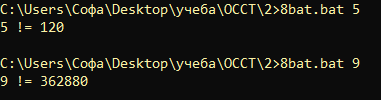 C:\Users\Софа\Desktop\учеба\ОССТ\2>8bat.bat 5
5 != 120
C:\Users\Софа\Desktop\учеба\ОССТ\2>8bat.bat 9
9 != 362880